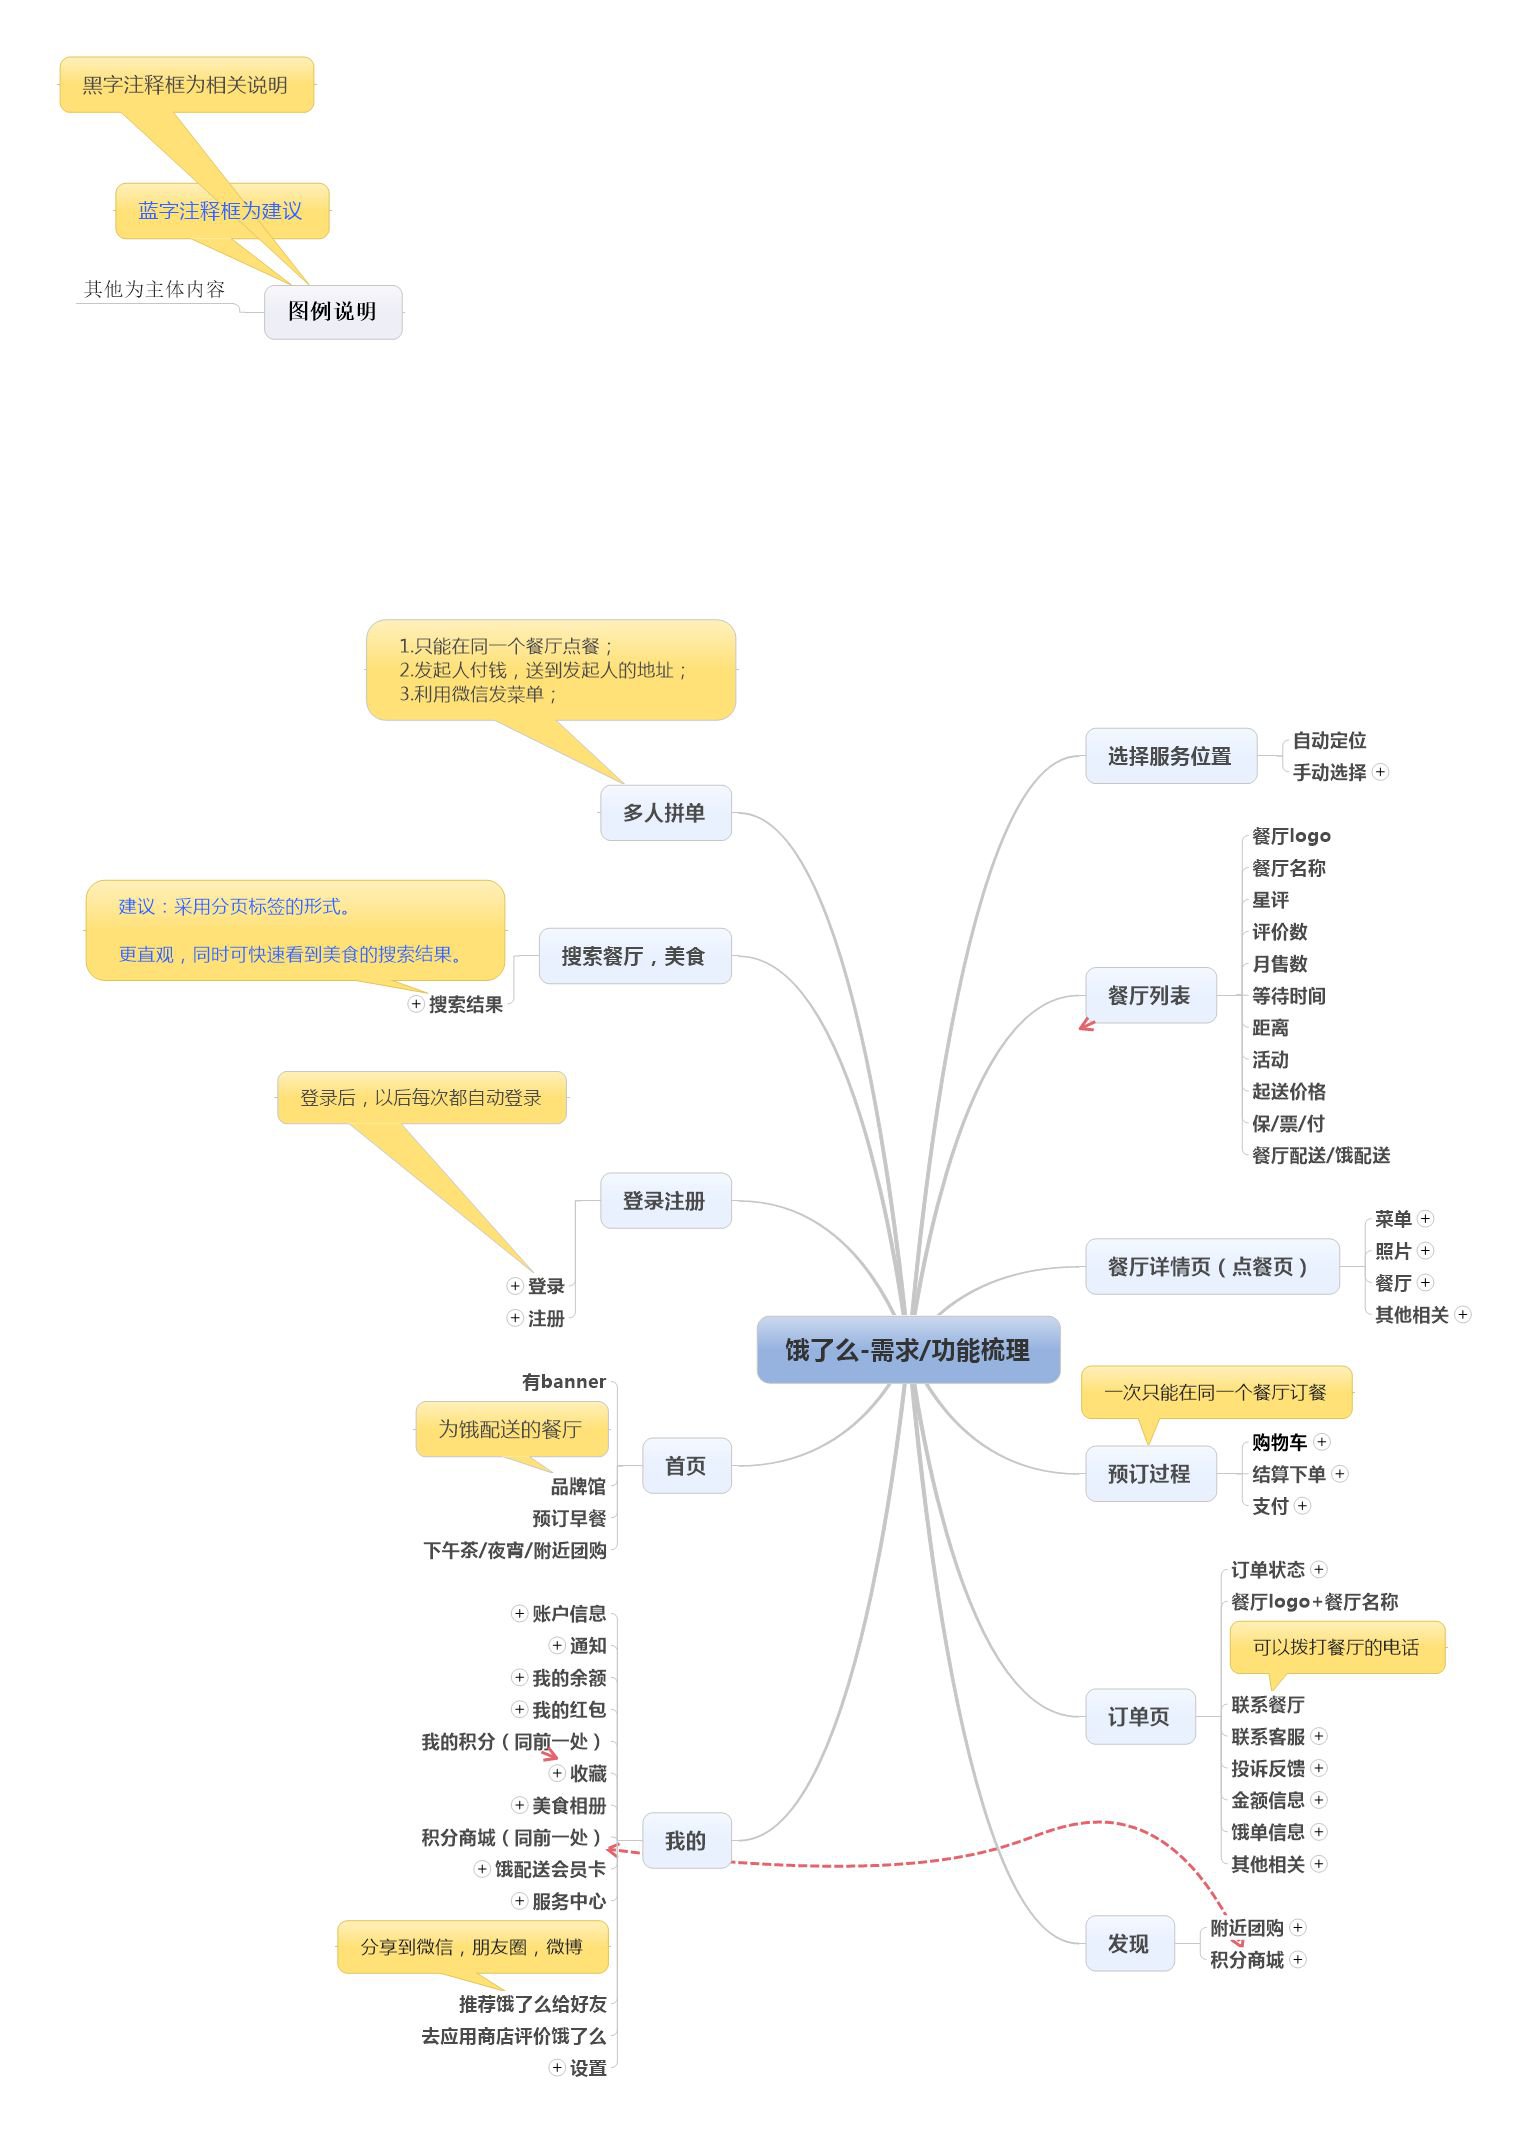 黑字注释框为相关说明
蓝字注释框为建议
其他为主体内容
图例说明
饿了么-需求/功能梳理
选择服务位置
自动定位
手动选择
餐厅列表
餐厅logo
餐厅名称
星评
评价数
月售数
等待时间
距离
活动
起送价格
保/票/付
餐厅配送/饿配送
餐厅详情页（点餐页）
菜单
照片
餐厅
其他相关
一次只能在同一个餐厅订餐
预订过程
购物车
结算下单
支付
订单页
订单状态
餐厅logo+餐厅名称
可以拨打餐厅的电话
联系餐厅
联系客服
投诉反馈
金额信息
饿单信息
其他相关
发现
附近团购
积分商城
1.只能在同一个餐厅点餐；
2.发起人付钱，送到发起人的地址；
3.利用微信发菜单；
多人拼单
建议：采用分页标签的形式。
更直观，同时可快速看到美食的搜索结果。
搜索餐厅，美食
搜索结果
登录后，以后每次都自动登录
登录注册
登录
注册
首页
有banner
为饿配送的餐厅
品牌馆
预订早餐
下午茶/夜宵/附近团购
我的
账户信息
通知
我的余额
我的红包
我的积分（同前一处）
收藏
美食相册
积分商城（同前一处）
饿配送会员卡
服务中心
分享到微信，朋友圈，微博
推荐饿了么给好友
去应用商店评价饿了么
设置